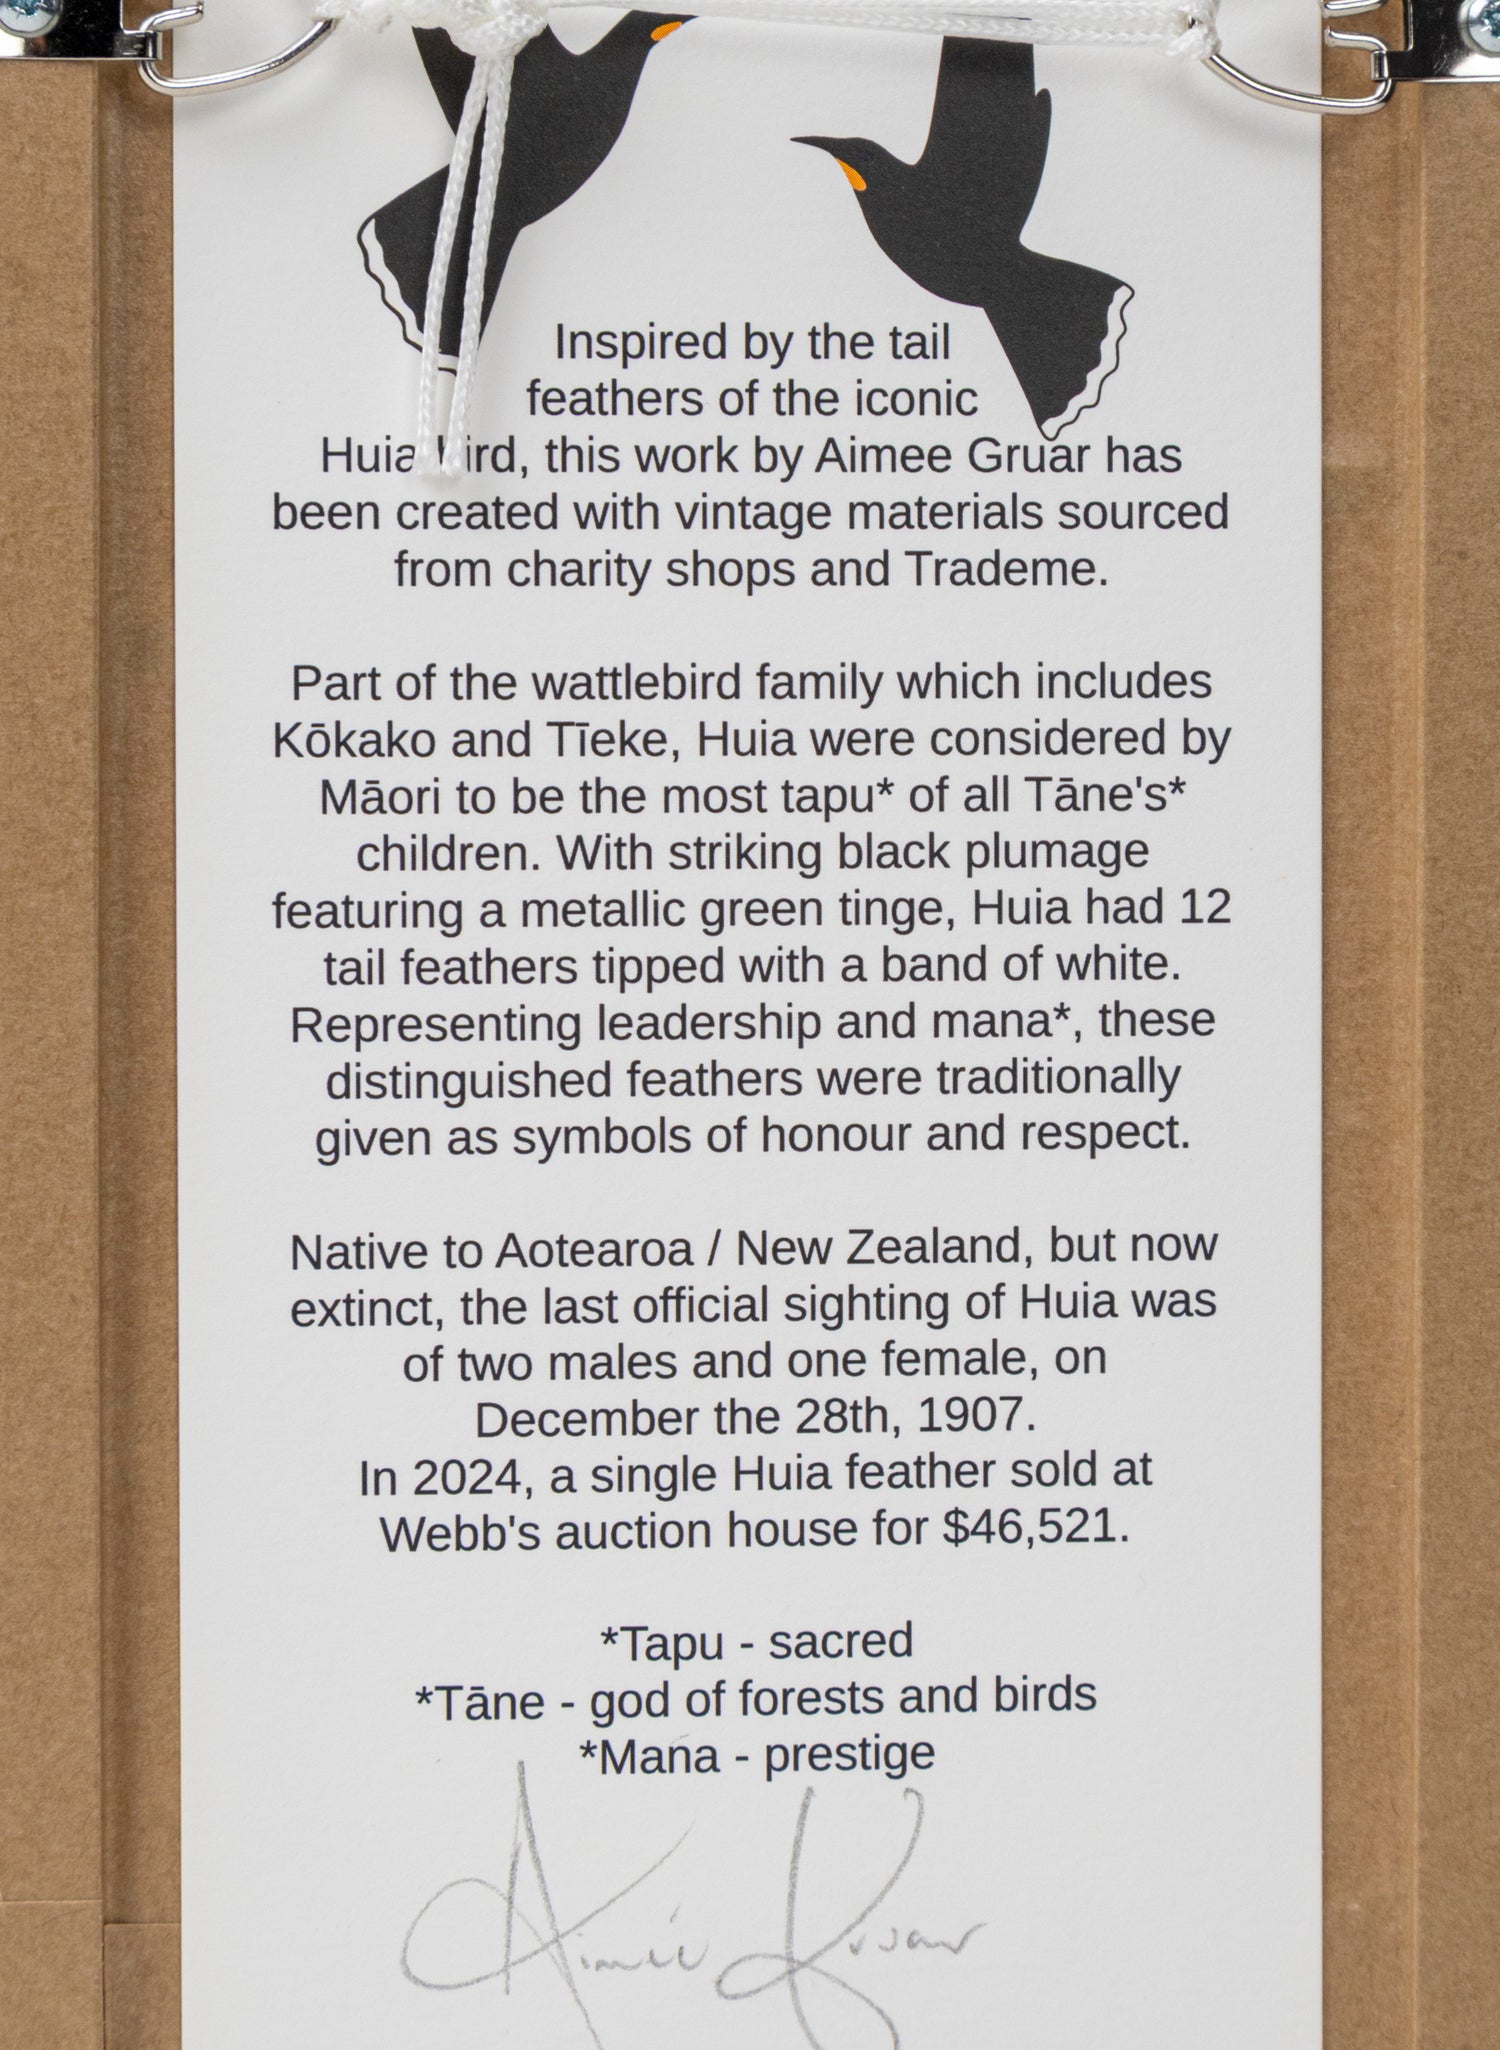 Inspired by the tail
feathers of the iconic
Huia bird, this work by Aimee Gruar has
been created with vintage materials sourced
from charity shops and Trademe.
Part of the wattlebird family which includes
Kōkako and Tīeke, Huia were considered by
Māori to be the most tapu* of all Tāne's*
children. With striking black plumage
featuring a metallic green tinge, Huia had 12
tail feathers tipped with a band of white.
Representing leadership and mana*, these
distinguished feathers were traditionally
given as symbols of honour and respect.
Native to Aotearoa / New Zealand, but now
extinct, the last official sighting of Huia was
of two males and one female, on
December the 28th, 1907.
In 2024, a single Huia feather sold at
Webb's auction house for $46,521.
*Tapu - sacred
*Tāne - god of forests and birds
*Mana - prestige
Aimée Gruar